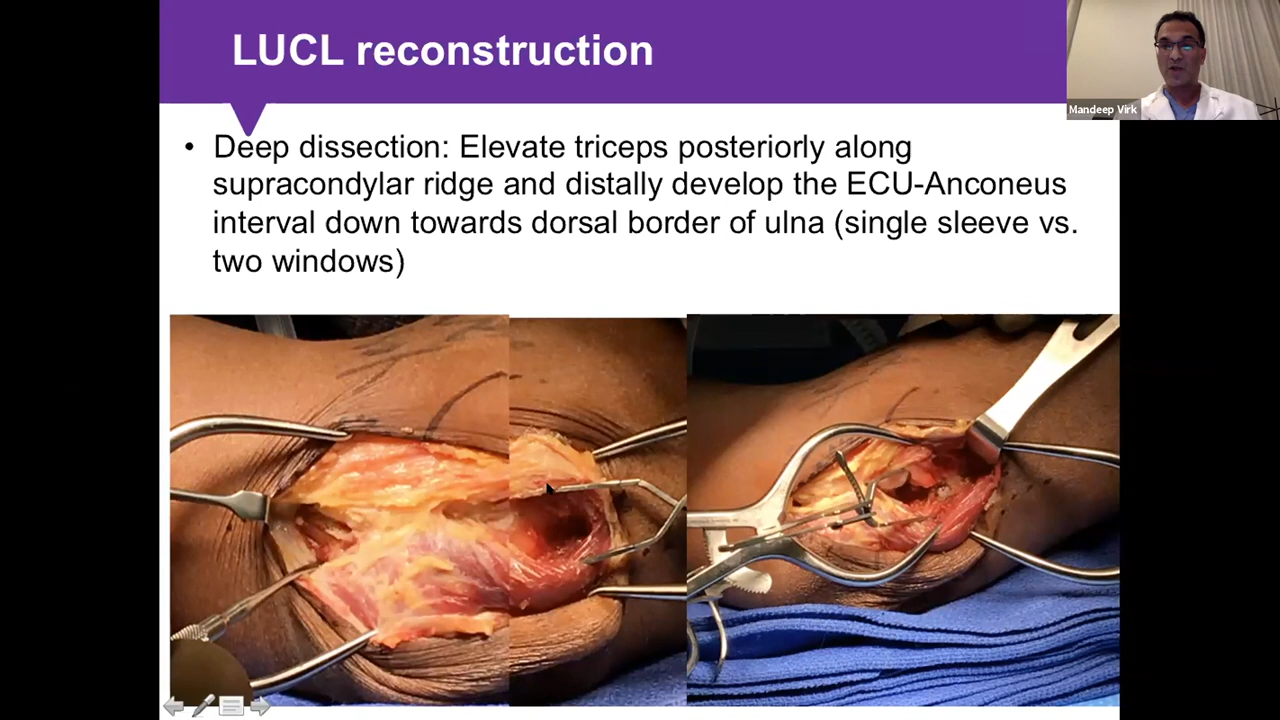 LUCL reconstruction
Mandeep Virk
• Deep dissection: Elevate triceps posteriorly along
supracondylar ridge and distally develop the ECU-Anconeus
interval down towards dorsal border of ulna (single sleeve vs.
two windows)